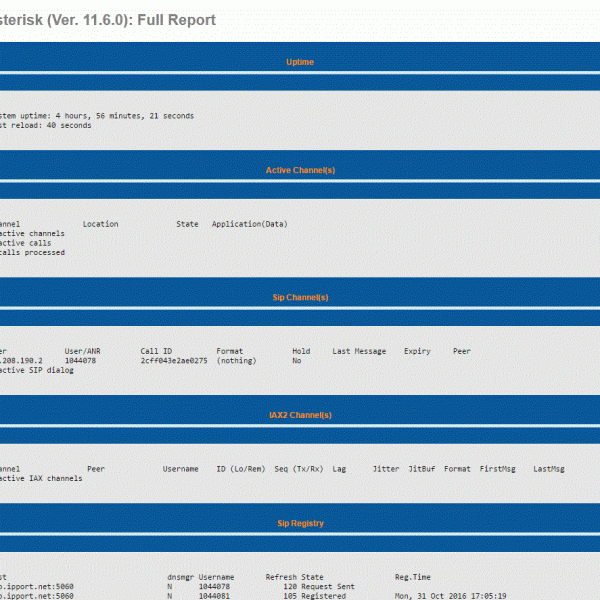 sterisk (Ver. 11.6.0): Full Report
Uptime
stem uptime: 4 hours, 56 minutes, 21 seconds
st reload: 40 seconds
Active Channel(s)
annel Location State Application(Data)
active channels
active calls
calls processed
Sip Channel(s)
er User/ANR Call ID Format Hold Last Message Expiry Peer
.208.190.2 1044078 2cff043e2ae0275 (nothing) No
active SIP dialog
IAX2 Channel(s)
annel Peer Username ID (Lo/Rem) Seq (Tx/Rx) Lag Jitter JitBuf Format FirstMsg LastMsg
active IAX channels
Sip Registry
st dnsmgr Username Refresh State Reg.Time
p.ipport.net:5060 N 1044078 120 Request Sent
p.ipport.net:5060 N 1044081 105 Registered Mon, 31 Oct 2016 17:05:19